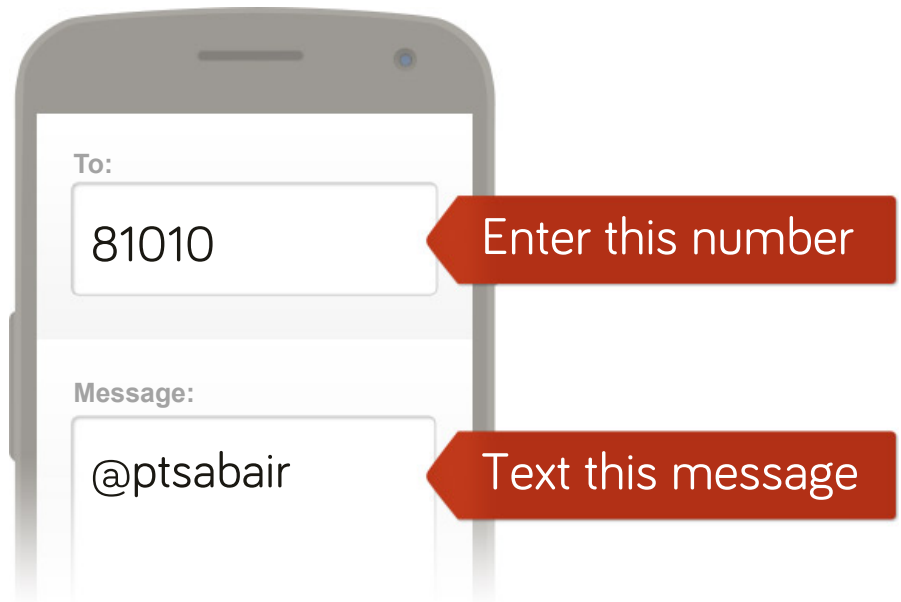 To:
81010
Enter this number
Message:
@ptsabair
Text this message